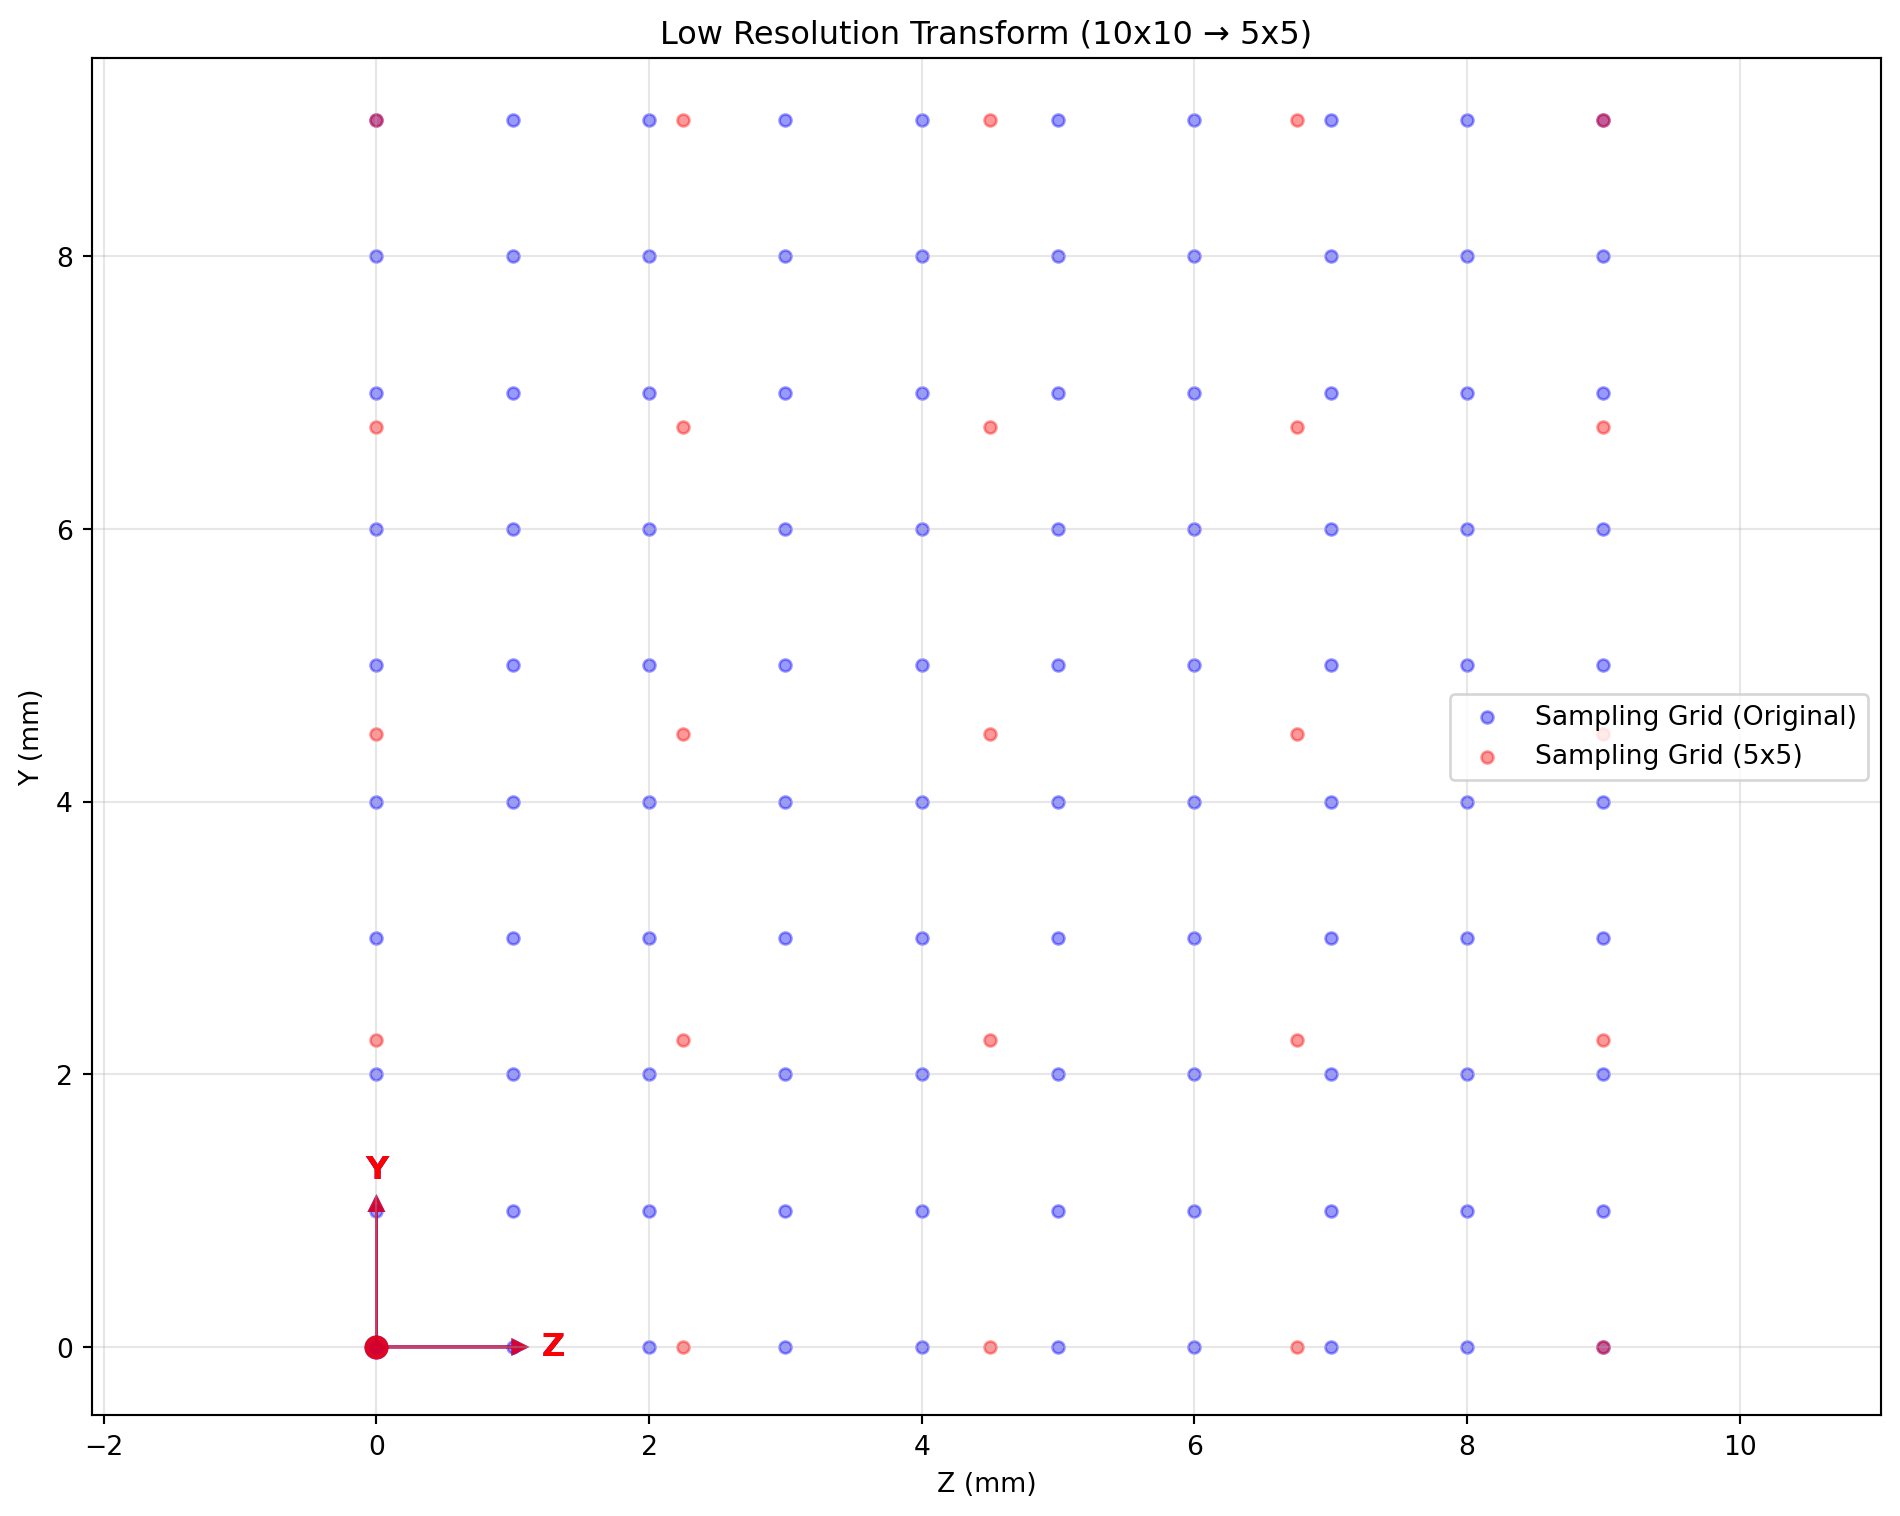 Low Resolution Transform (10x10 → 5x5)
8
6
Y (mm)
Sampling Grid (Original)
Sampling Grid (5x5)
4
2
Y
0
Z
−2 0 2 4 6 8 10
Z (mm)